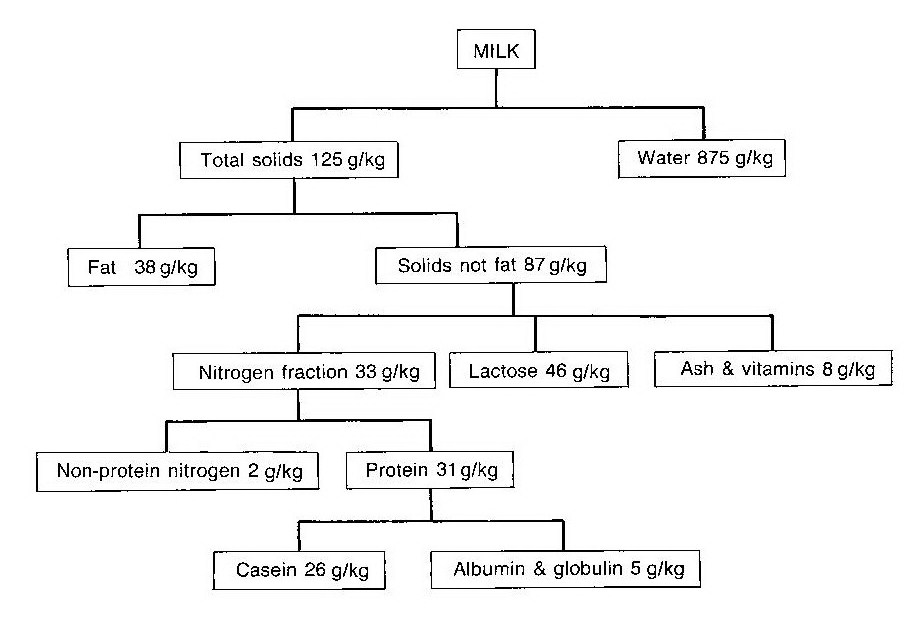 MILK
Total solids 125 g/kg
Water 875 g/kg
Fat 38 g/kg
Solids not fat 87 g/kg
Nitrogen fraction 33 g/kg
Lactose 46 g/kg
Ash & vitamins 8 g/kg
Non-protein nitrogen 2 g/kg
Protein 31 g/kg
Casein 26 g/kg
Albumin & globulin 5 g/kg